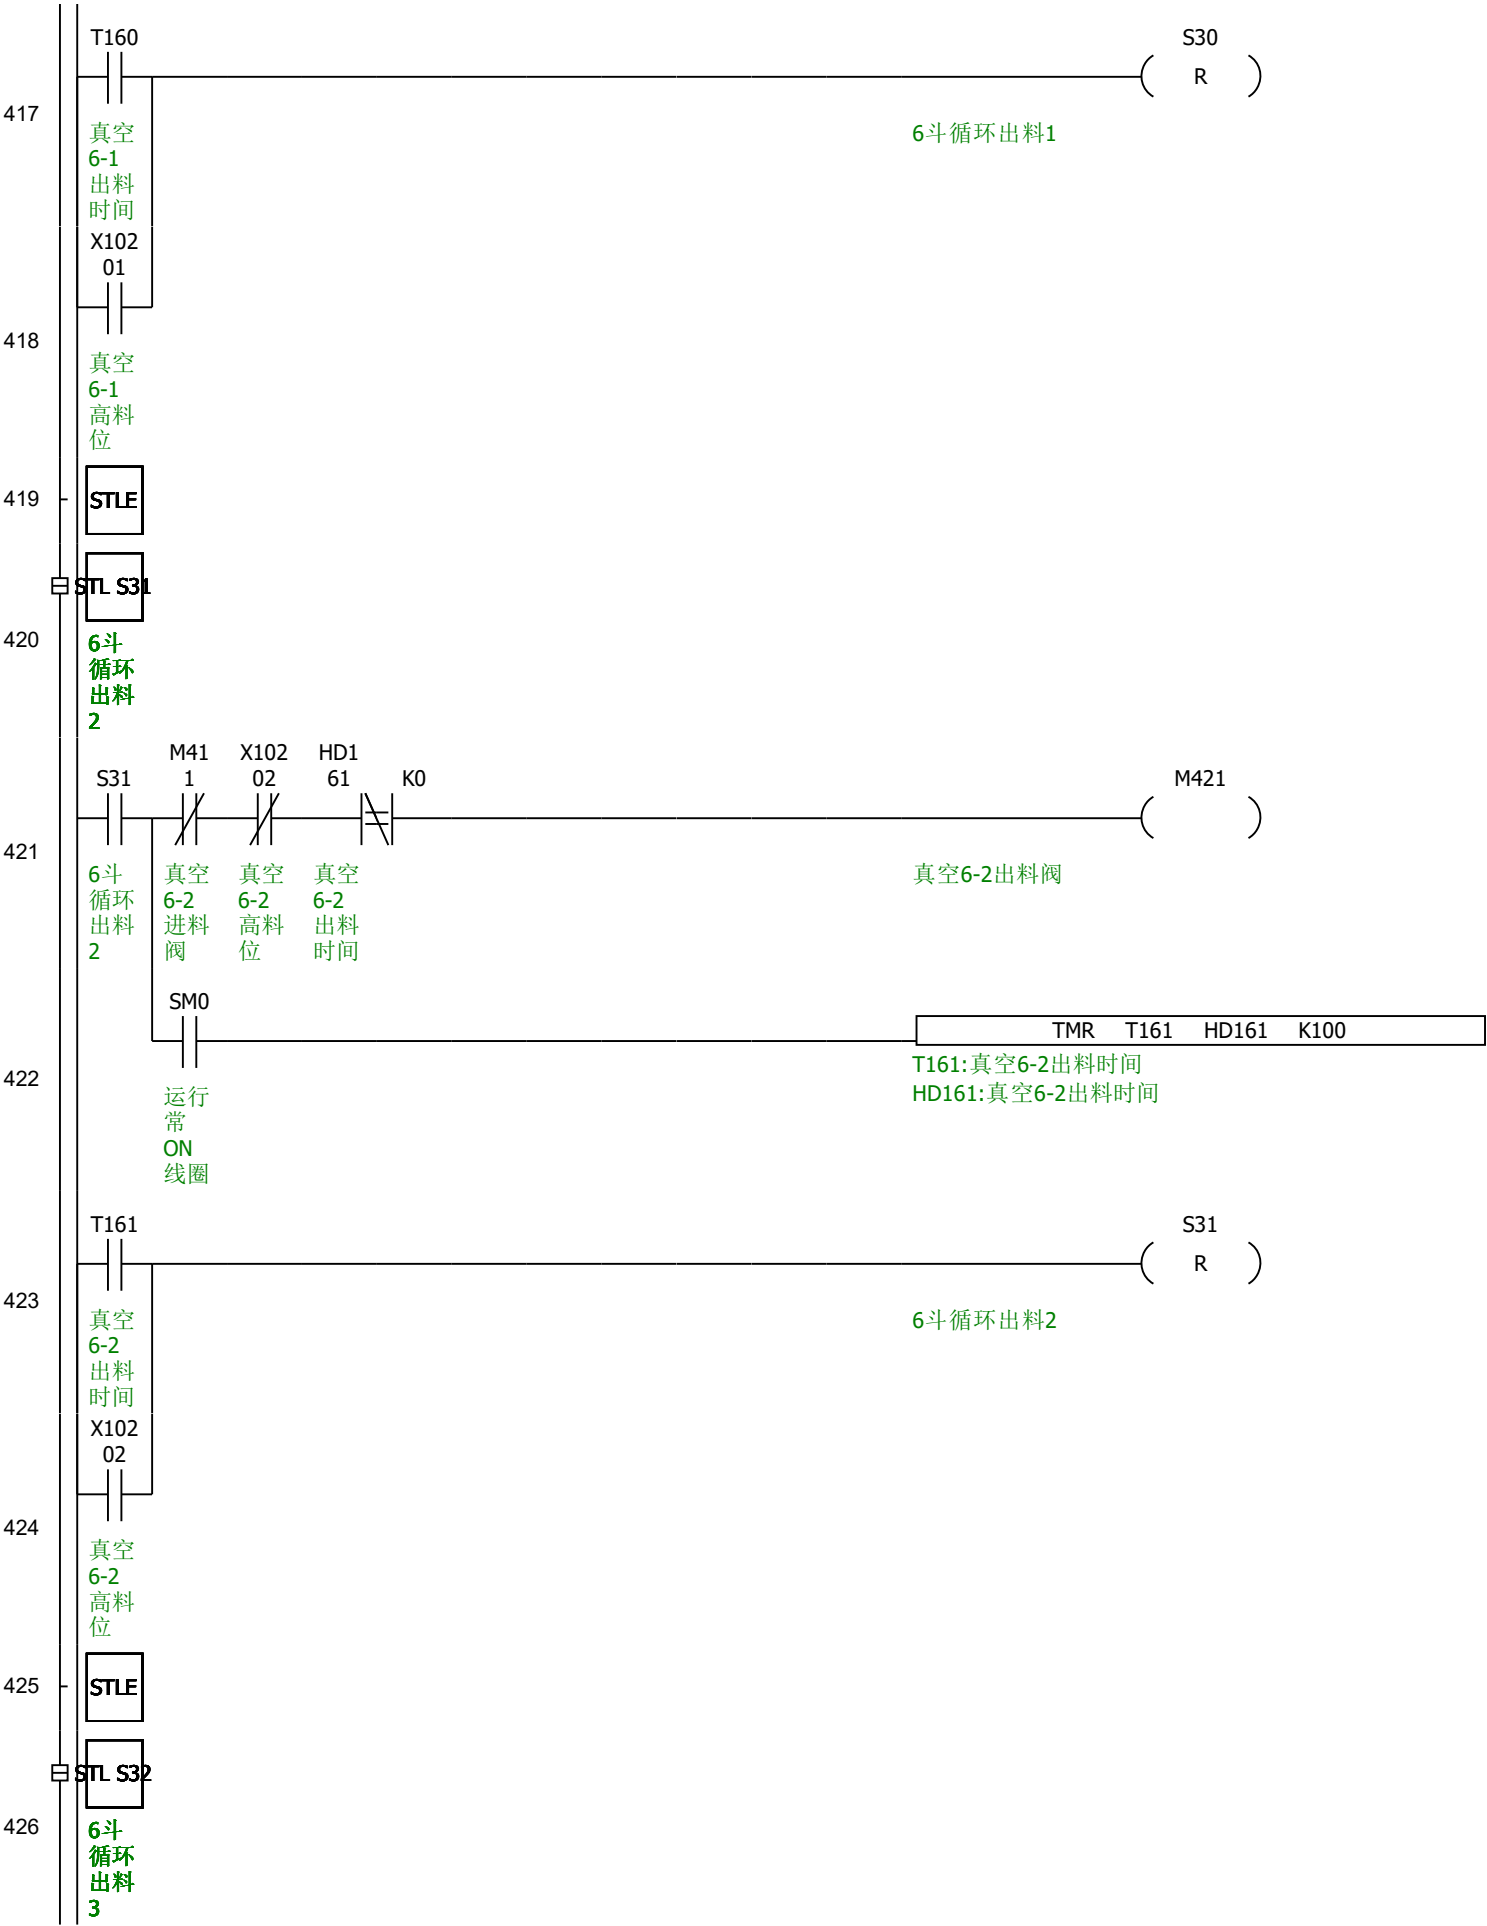 T160
S30
R
417
真空
6-1
出料
时间
6斗循环出料1
X102
01
418
真空
6-1
高料
位
419
STLE
STL S31
420
6斗
循环
出料
2
M41
X102
HD1
S31
1
02
61
K0
M421
421
6斗
循环
出料
2
真空
6-2
进料
阀
真空
6-2
高料
位
真空
6-2
出料
时间
真空6-2出料阀
SM0
TMR T161 HD161 K100
422
运行
常
ON
线圈
T161:真空6-2出料时间
HD161:真空6-2出料时间
T161
S31
R
423
真空
6-2
出料
时间
6斗循环出料2
X102
02
424
真空
6-2
高料
位
425
STLE
STL S32
426
6斗
循环
出料
3